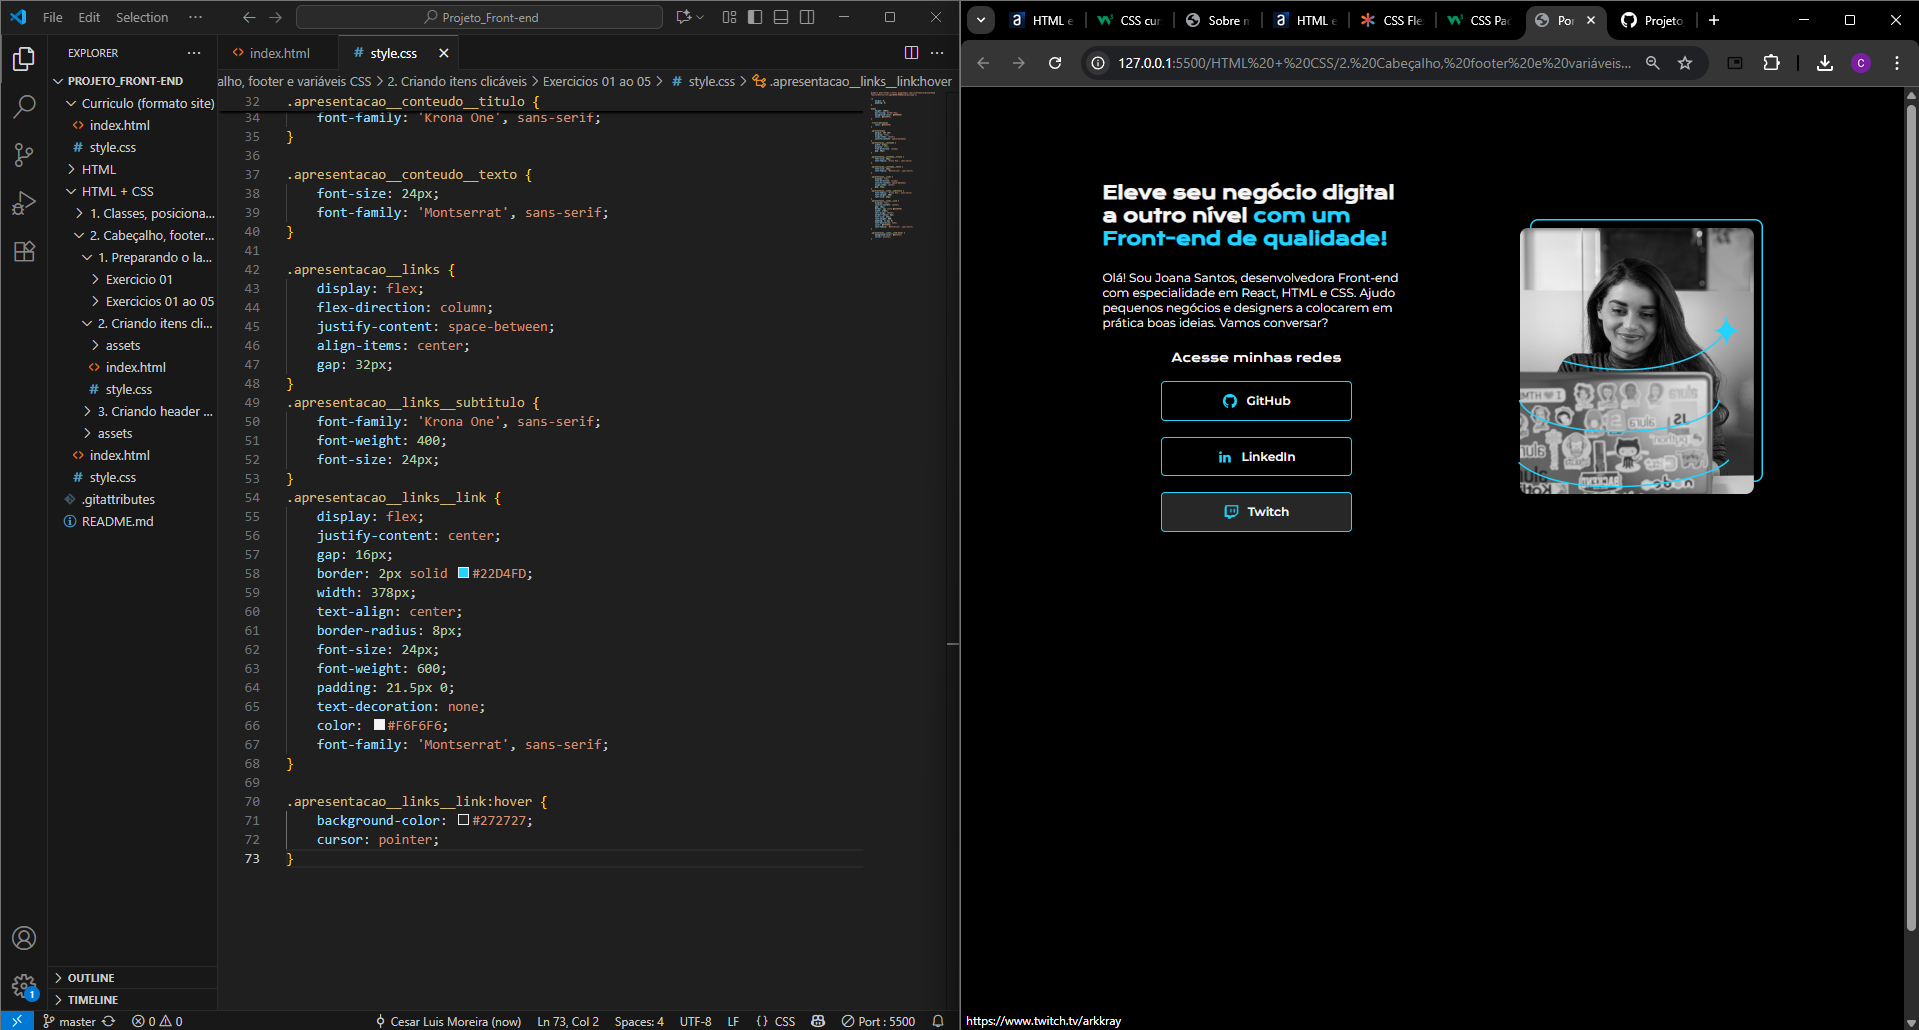 File Edit Selection ···
Projeto_Front-end
EXPLORER ···
PROJETO_FRONT-END
Curriculo (formato site)
index.html
style.css
HTML
HTML + CSS
1. Classes, posiciona...
2. Cabeçalho, footer...
1. Preparando o la...
Exercicio 01
Exercicios 01 ao 05
2. Criando itens cli...
assets
index.html
style.css
3. Criando header ...
assets
index.html
style.css
.gitattributes
README.md
OUTLINE
TIMELINE
index.html
style.css
alho, footer e variáveis CSS > 2. Criando itens clicáveis > Exercicios 01 ao 05 > style.css > .apresentacao__links__link:hover
32 .apresentacao__conteudo__titulo {
34 font-family: 'Krona One', sans-serif;
35 }
36
37 .apresentacao__conteudo__texto {
38 font-size: 24px;
39 font-family: 'Montserrat', sans-serif;
40 }
41
42 .apresentacao__links {
43 display: flex;
44 flex-direction: column;
45 justify-content: space-between;
46 align-items: center;
47 gap: 32px;
48 }
49 .apresentacao__links__subtitulo {
50 font-family: 'Krona One', sans-serif;
51 font-weight: 400;
52 font-size: 24px;
53 }
54 .apresentacao__links__link {
55 display: flex;
56 justify-content: center;
57 gap: 16px;
58 border: 2px solid #22D4FD;
59 width: 378px;
60 text-align: center;
61 border-radius: 8px;
62 font-size: 24px;
63 font-weight: 600;
64 padding: 21.5px 0;
65 text-decoration: none;
66 color: #F6F6F6;
67 font-family: 'Montserrat', sans-serif;
68 }
69
70 .apresentacao__links__link:hover {
71 background-color: #272727;
72 cursor: pointer;
73 }
1
master 0 0 Cesar Luis Moreira (now) Ln 73, Col 2 Spaces: 4 UTF-8 LF {} CSS Port : 5500
HTML e CSS cur Sobre n HTML e CSS Fle CSS Pac Por Projeto_
127.0.0.1:5500/HTML%20+%20CSS/2.%20Cabeçalho,%20footer%20e%20variáveis... C
Eleve seu negócio digital
a outro nível com um
Front-end de qualidade!
Olá! Sou Joana Santos, desenvolvedora Front-end
com especialidade em React, HTML e CSS. Ajudo
pequenos negócios e designers a colocarem em
prática boas ideias. Vamos conversar?
Acesse minhas redes
GitHub
LinkedIn
Twitch
https://www.twitch.tv/arkkray